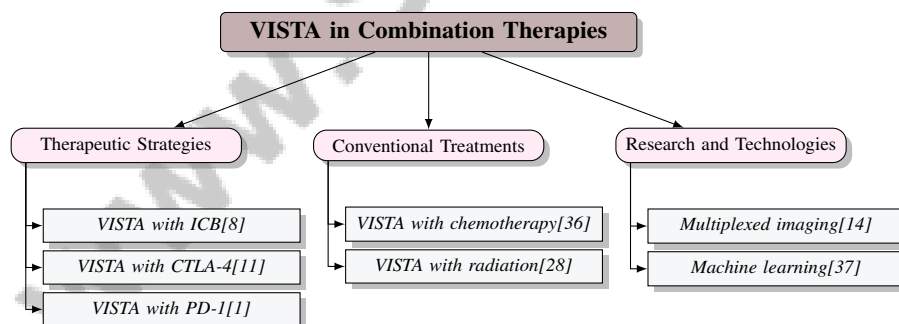 VISTA in Combination Therapies
Therapeutic Strategies
Conventional Treatments
Research and Technologies
VISTA with ICB[8]
VISTA with CTLA-4[11]
VISTA with PD-1[1]
VISTA with chemotherapy[36]
VISTA with radiation[28]
Multiplexed imaging[14]
Machine learning[37]
www.